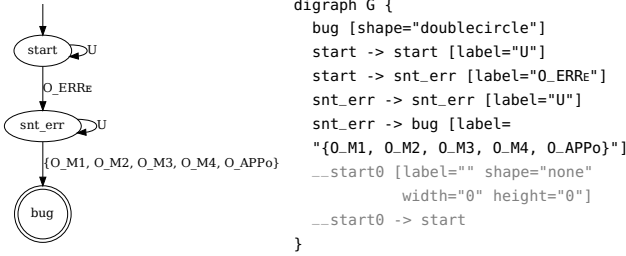 start
U
O_ERRᴇ
snt_err
U
{O_M1, O_M2, O_M3, O_M4, O_APPo}
bug
digraph G {
bug [shape="doublecircle"]
start -> start [label="U"]
start -> snt_err [label="O_ERRᴇ"]
snt_err -> snt_err [label="U"]
snt_err -> bug [label=
"{O_M1, O_M2, O_M3, O_M4, O_APPo}"]
__start0 [label="" shape="none"
width="0" height="0"]
__start0 -> start
}